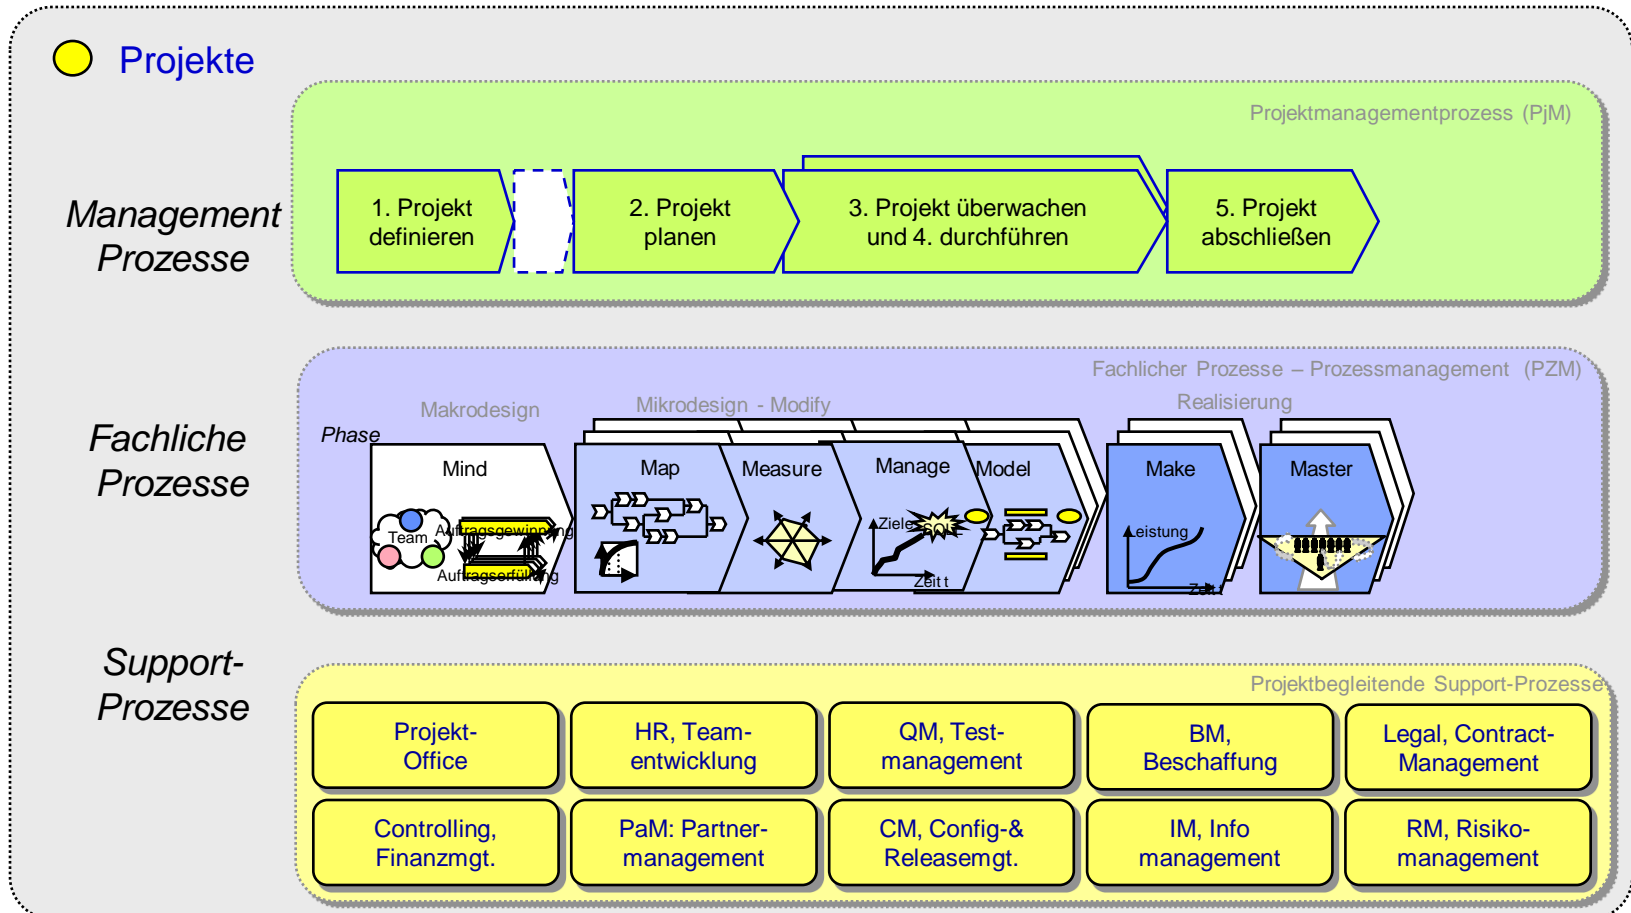 Projekte
Projektmanagementprozess (PjM)
Management
Prozesse
1. Projekt
definieren
2. Projekt
planen
3. Projekt überwachen
und 4. durchführen
5. Projekt
abschließen
Fachlicher Prozesse – Prozessmanagement (PZM)
Makrodesign
Mikrodesign - Modify
Realisierung
Fachliche
Prozesse
Phase
Mind
Map
Measure
Manage
Model
Make
Master
Team
Auftragsgewinnung
Auftragserfüllung
Ziele
Zeit t
Leistung
Zeit t
Support-
Prozesse
Projektbegleitende Support-Prozesse
Projekt-
Office
HR, Team-
entwicklung
QM, Test-
management
BM,
Beschaffung
Legal, Contract-
Management
Controlling,
Finanzmgt.
PaM: Partner-
management
CM, Config-&
Releasemgt.
IM, Info
management
RM, Risiko-
management